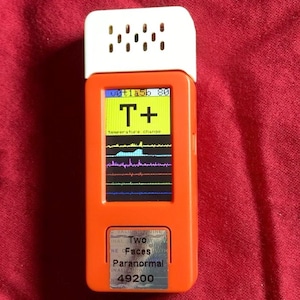 T+
Temperature change
Two
Faces
Paranormal
49200